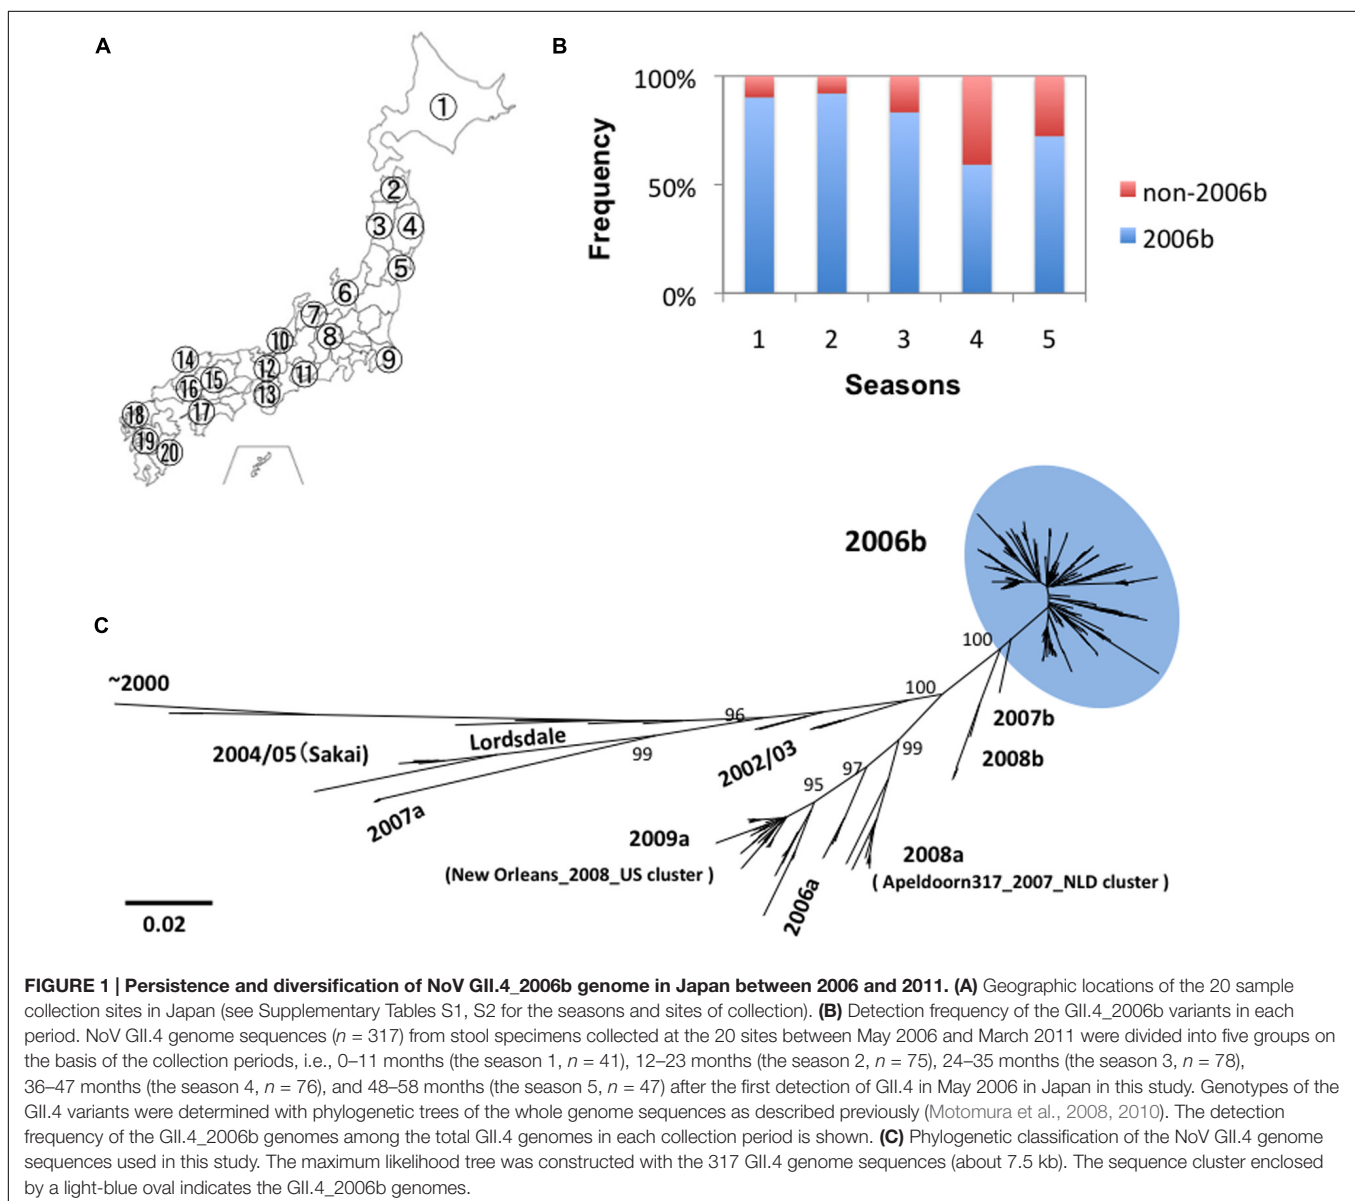 A
①
②
③
④
⑤
⑥
⑦
⑧
⑨
⑩
⑪
⑫
⑬
⑭
⑮
⑯
⑰
⑱
⑲
⑳
B
100%
50%
0%
Frequency
1 2 3 4 5
Seasons
non-2006b
2006b
C
2006b
100
~2000
100
96
2007b
2004/05(Sakai)
Lordsdale
99
2002/03
99
2008b
97
95
2007a
2009a
2008a
(New Orleans_2008_US cluster )
( Apeldoorn317_2007_NLD cluster )
2006a
0.02
FIGURE 1 | Persistence and diversification of NoV GII.4_2006b genome in Japan between 2006 and 2011. (A) Geographic locations of the 20 sample
collection sites in Japan (see Supplementary Tables S1, S2 for the seasons and sites of collection). (B) Detection frequency of the GII.4_2006b variants in each
period. NoV GII.4 genome sequences (n = 317) from stool specimens collected at the 20 sites between May 2006 and March 2011 were divided into five groups on
the basis of the collection periods, i.e., 0–11 months (the season 1, n = 41), 12–23 months (the season 2, n = 75), 24–35 months (the season 3, n = 78),
36–47 months (the season 4, n = 76), and 48–58 months (the season 5, n = 47) after the first detection of GII.4 in May 2006 in Japan in this study. Genotypes of the
GII.4 variants were determined with phylogenetic trees of the whole genome sequences as described previously (Motomura et al., 2008, 2010). The detection
frequency of the GII.4_2006b genomes among the total GII.4 genomes in each collection period is shown. (C) Phylogenetic classification of the NoV GII.4 genome
sequences used in this study. The maximum likelihood tree was constructed with the 317 GII.4 genome sequences (about 7.5 kb). The sequence cluster enclosed
by a light-blue oval indicates the GII.4_2006b genomes.